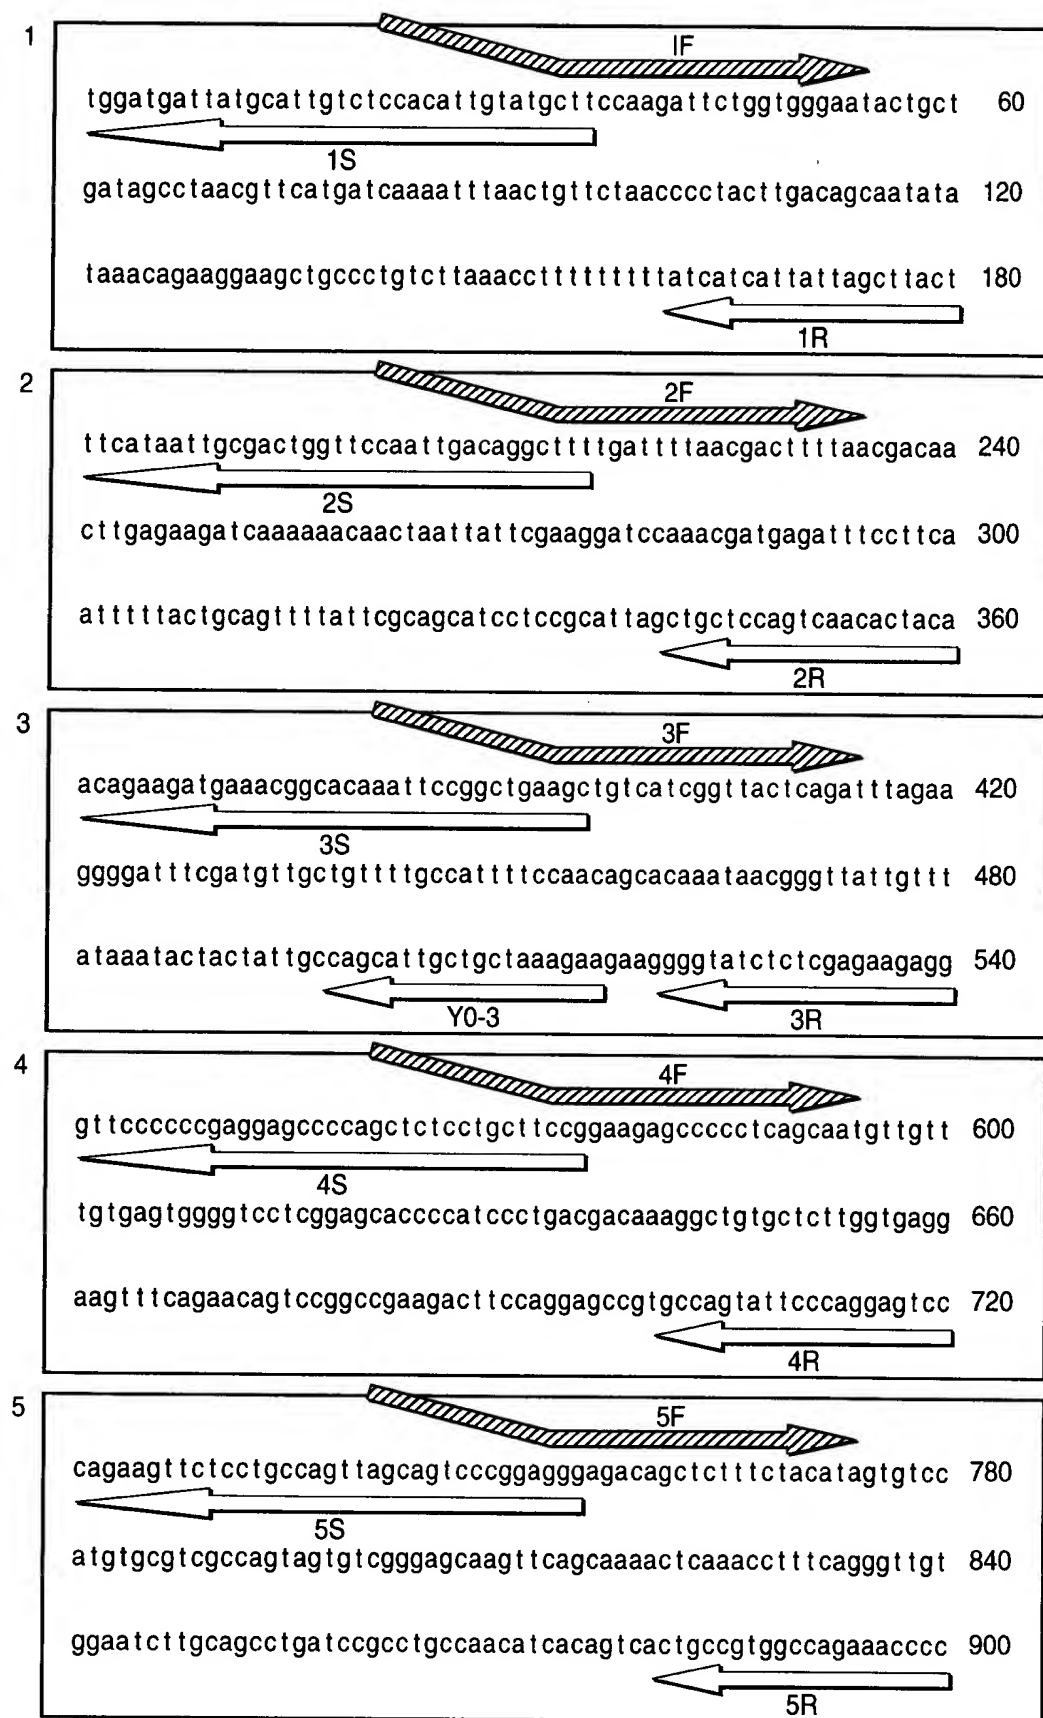 1
IF
tggatgattatgcattgtctccacattgtatgcttccaagattctggtgggaatactgct 60
1S
gatagcctaacgttcatgatcaaaatttaactgttctaacccctacttgacagcaatata 120
taaacagaaggaagctgccctgtcttaaacctttttttttatcatcattattagcttact 180
1R
2
2F
ttcataattgcgactggttccaattgacaggcttttgattttaacgacttttaacgacaa 240
2S
cttgagaagatcaaaaaacaactaattattcgaaggatccaaacgatgagatttccttca 300
atttttactgcagttttattcgcagcatcctccgcattagctgctccagtcaacactaca 360
2R
3
3F
acagaagatgaaacggcacaaattccggctgaagctgtcatcggttactcagatttagaa 420
3S
ggggatttcgatgttgctgttttgccattttccaacagcacaaataacgggttattgttt 480
ataaatactactattgccagcattgctgctaaagaagaaggggtatctctcgagaagagg 540
Y0-3
3R
4
4F
gttccccccgaggagccccagctctcctgcttccggaagagccccctcagcaatgttgtt 600
4S
tgtgagtggggtcctcggagcaccccatccctgacgacaaaggctgtgctcttggtgagg 660
aagtttcagaacagtccggccgaagacttccaggagccgtgccagtattcccaggagtcc 720
4R
5
5F
cagaagttctcctgccagttagcagtcccggagggagacagctctttctacatagtgtcc 780
5S
atgtgcgtcgccagtagtgtcgggagcaagttcagcaaaactcaaacctttcagggttgt 840
ggaatcttgcagcctgatccgcctgccaacatcacagtcactgccgtggccagaaacccc 900
5R